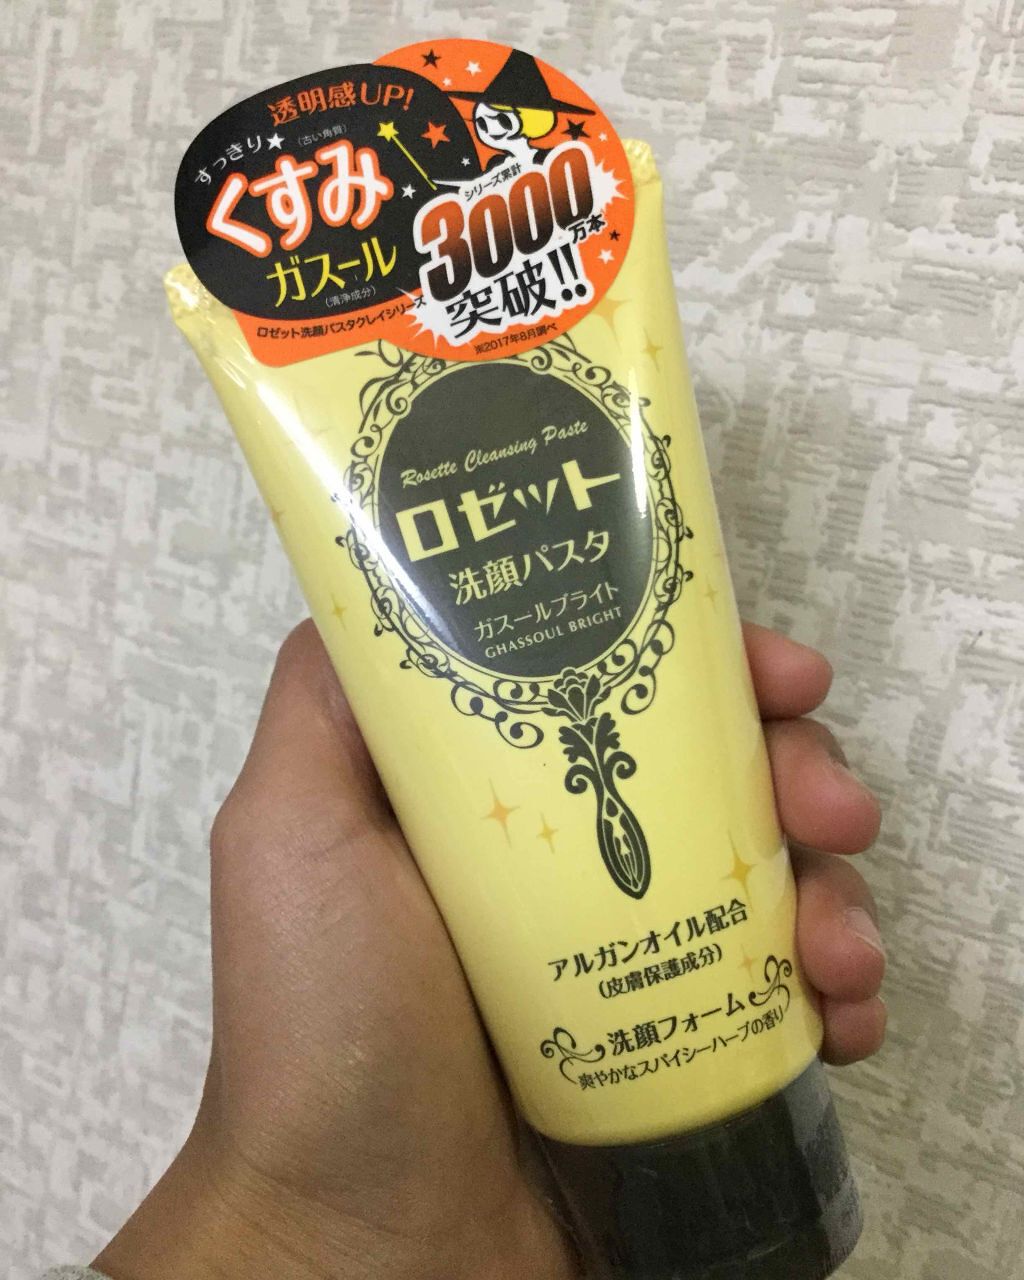 透明感UP!
すっきり★
(古い角質)
くすみ
ガスール
(清浄成分)
シリーズ累計
3000万本
突破!!
ロゼット洗顔パスタクレイシリーズ
※2017年8月調べ
Rosette Cleansing Paste
ロゼット
洗顔パスタ
ガスールブライト
GHASSOUL BRIGHT
アルガンオイル配合
(皮膚保護成分)
洗顔フォーム
爽やかなスパイシーハーブの香り